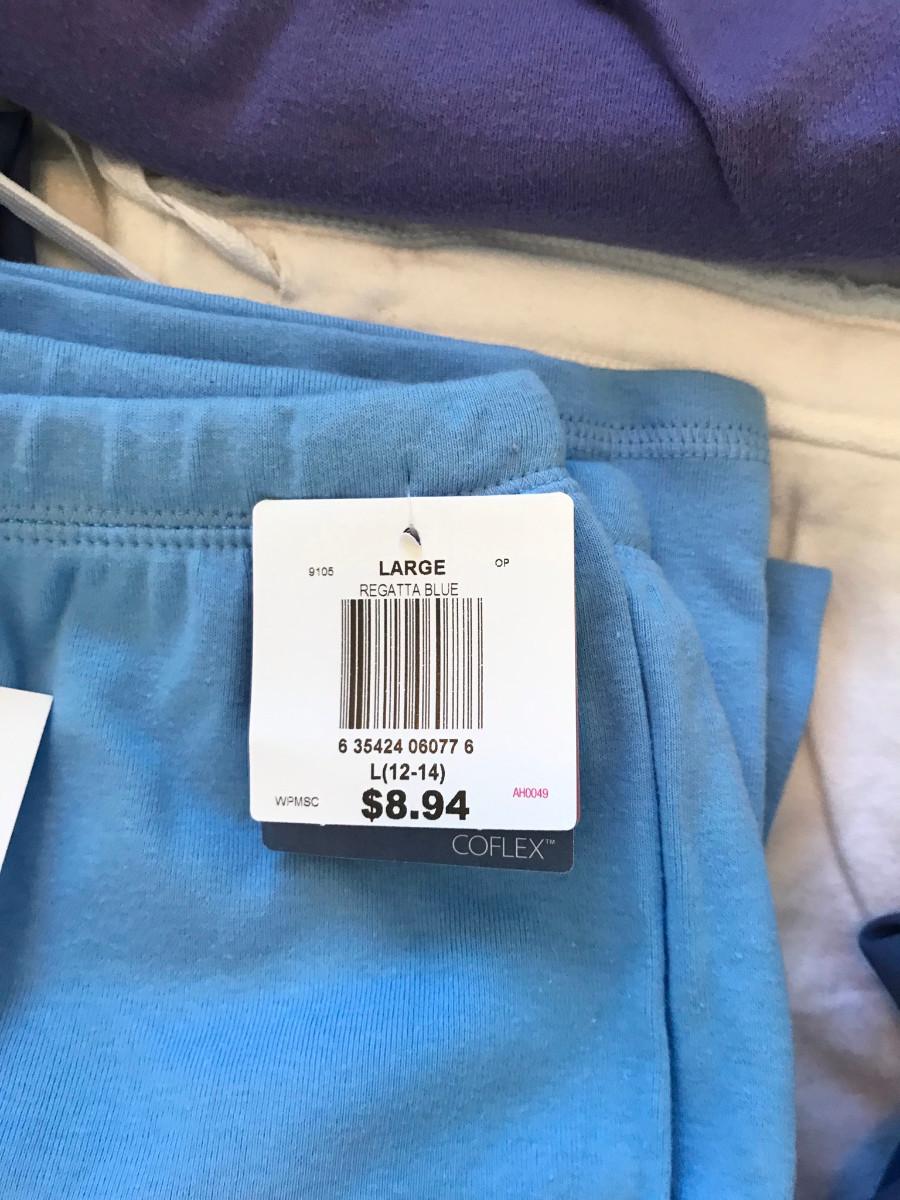 9105 LARGE OP
REGATTA BLUE
6 35424 06077 6
L(12-14)
WPMSC $8.94 AH0049
COFLEX™